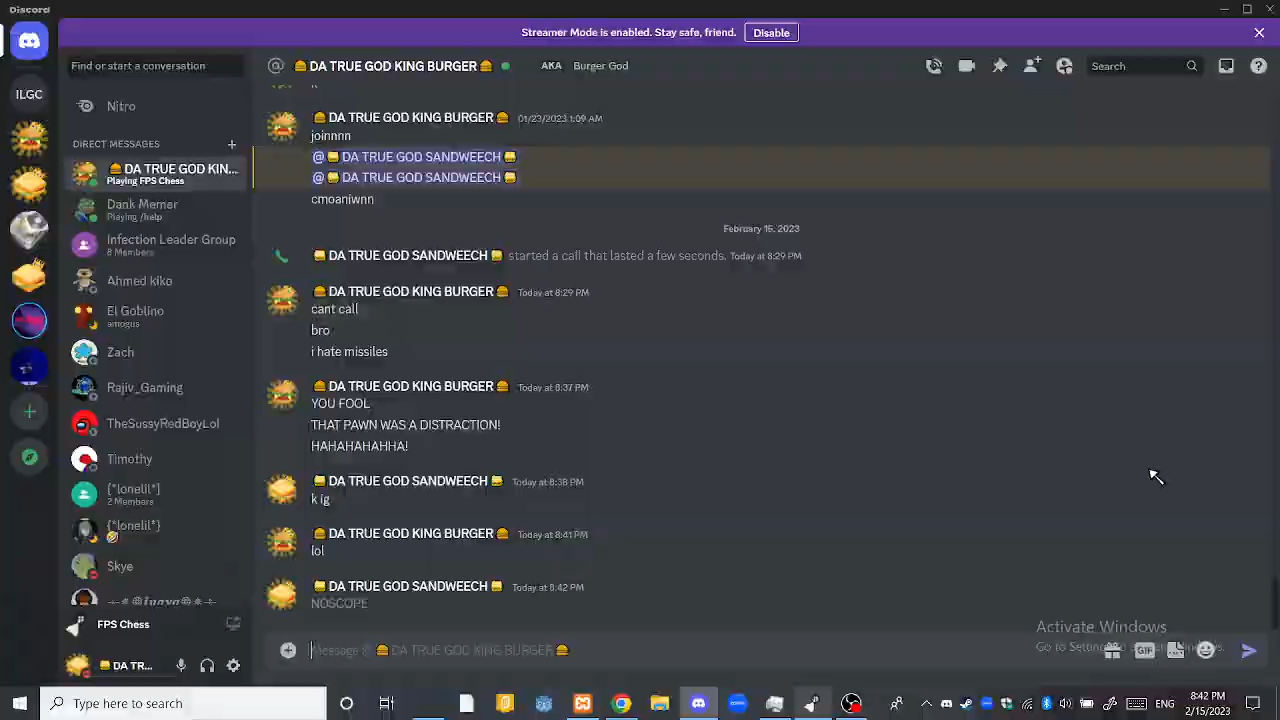 Discord
Streamer Mode is enabled. Stay safe, friend. Disable
Find or start a conversation
DA TRUE GOD KING BURGER
AKA Burger God
Search
ILGC
Nitro
DIRECT MESSAGES
DA TRUE GOD KIN...
Playing FPS Chess
Dank Memer
Playing /help
Infection Leader Group
8 Members
Ahmed kiko
El Goblino
amogus
Zach
Rajiv_Gaming
TheSussyRedBoyLol
Timothy
{"lonelil"}
2 Members
{"lonelil"}
Skye
FPS Chess
DA TR...
DA TRUE GOD KING BURGER 01/23/2023 1:09 AM
joinnnn
@ DA TRUE GOD SANDWEECH
@ DA TRUE GOD SANDWEECH
cmoaniwnn
February 15, 2023
DA TRUE GOD SANDWEECH started a call that lasted a few seconds. Today at 8:29 PM
DA TRUE GOD KING BURGER Today at 8:29 PM
cant call
bro
i hate missiles
DA TRUE GOD KING BURGER Today at 8:37 PM
YOU FOOL
THAT PAWN WAS A DISTRACTION!
HAHAHAHAHHA!
DA TRUE GOD SANDWEECH Today at 8:38 PM
k ig
DA TRUE GOD KING BURGER Today at 8:41 PM
lol
DA TRUE GOD SANDWEECH Today at 8:42 PM
NOSCOPE
Message @ DA TRUE GOD KING BURGER
GIF
Activate Windows
Go to Settings to
Type here to search
8:42 PM
2/15/2023